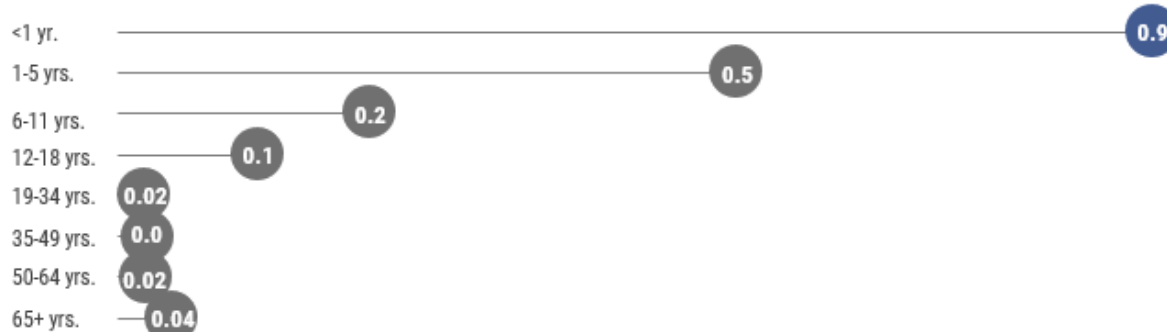 <1 yr. 0.9
1-5 yrs. 0.5
6-11 yrs. 0.2
12-18 yrs. 0.1
19-34 yrs. 0.02
35-49 yrs. 0.0
50-64 yrs. 0.02
65+ yrs. 0.04